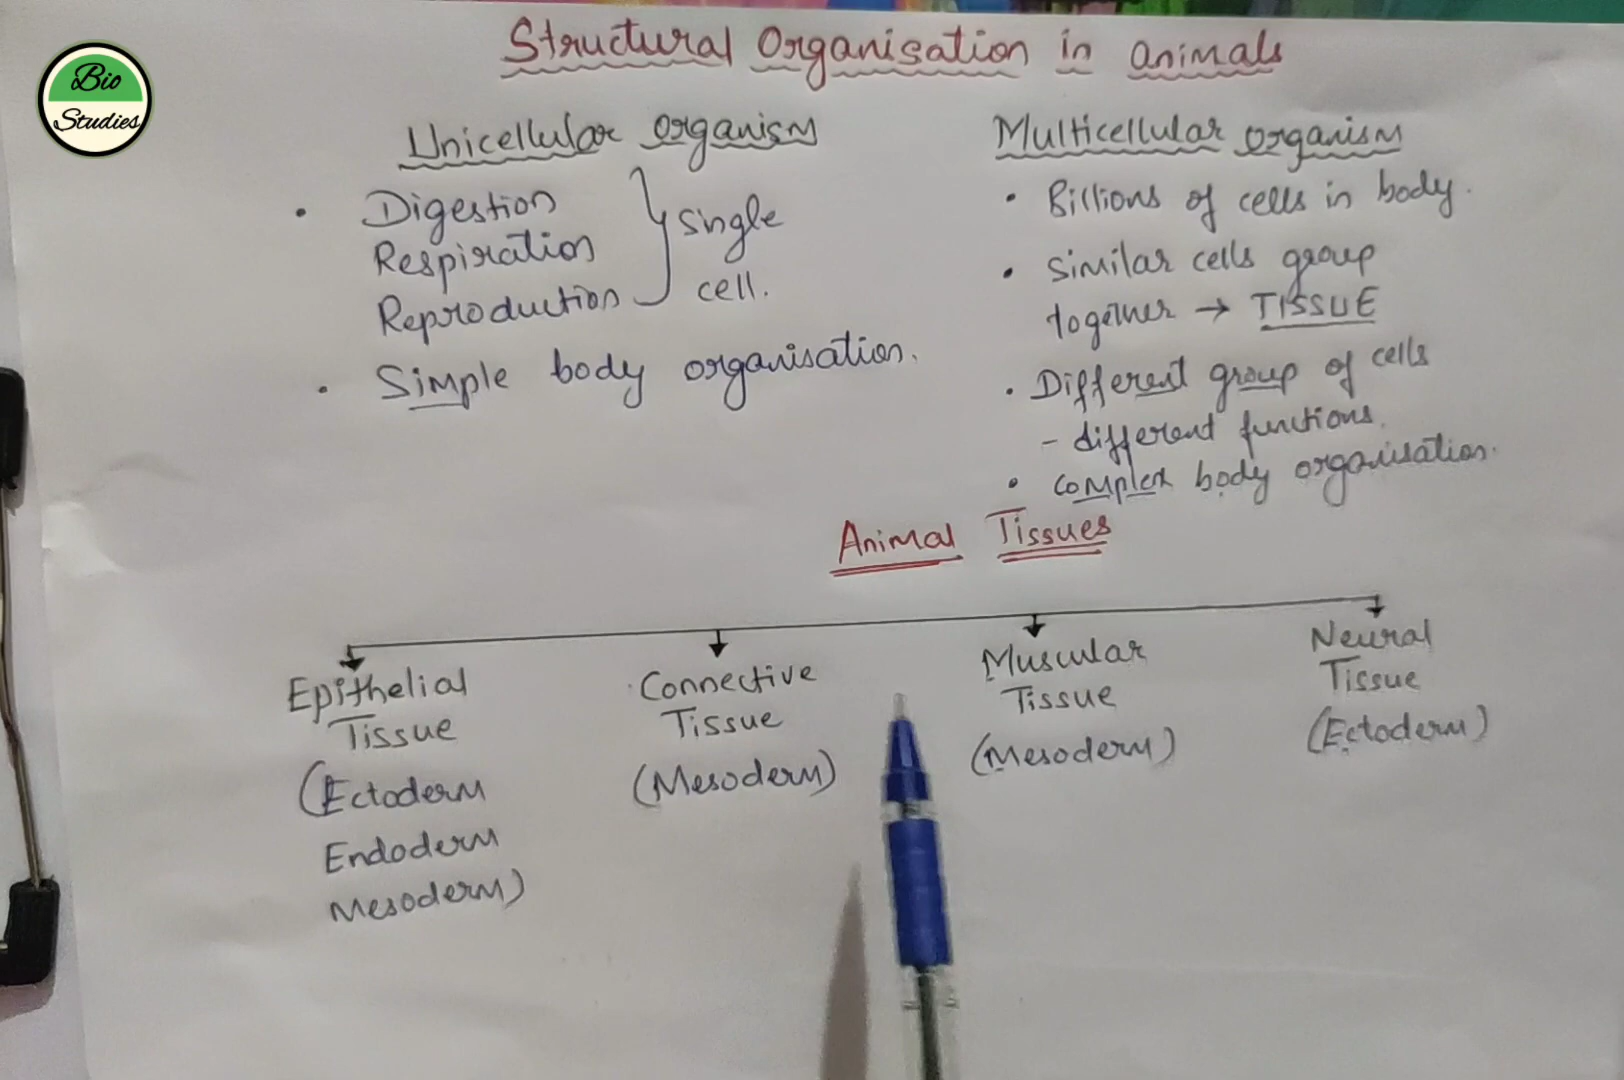 Bio
Studies
Structural Organisation in animals
Unicellular organism
• Digestion
Respiration
Reproduction
single
cell.
• Simple body organisation.
Multicellular organism
• Billions of cells in body.
• similar cells group
together → TISSUE
• Different group of cells
- different functions.
• complex body organisation.
Animal Tissues
Epithelial
Tissue
(Ectoderm
Endoderm
Mesoderm)
Connective
Tissue
(Mesoderm)
Muscular
Tissue
(Mesoderm)
Neural
Tissue
(Ectoderm)